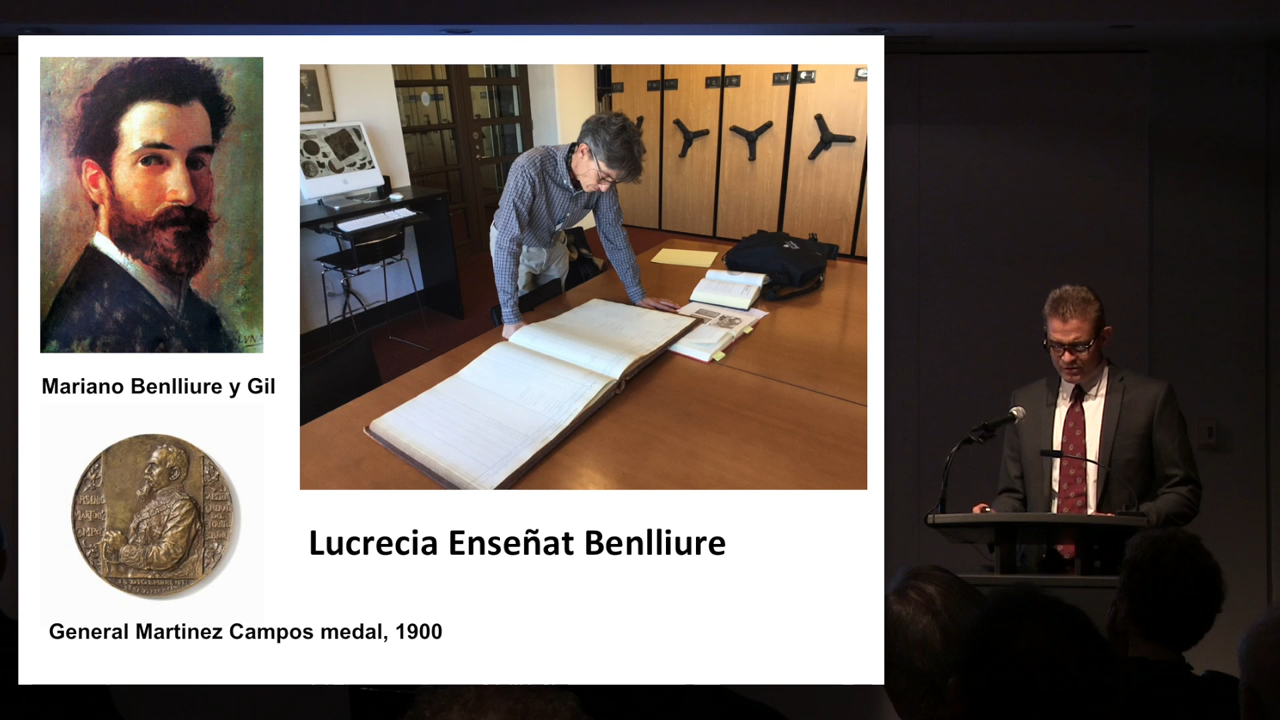 Mariano Benlliure y Gil
Lucrecia Enseñat Benlliure
General Martinez Campos medal, 1900